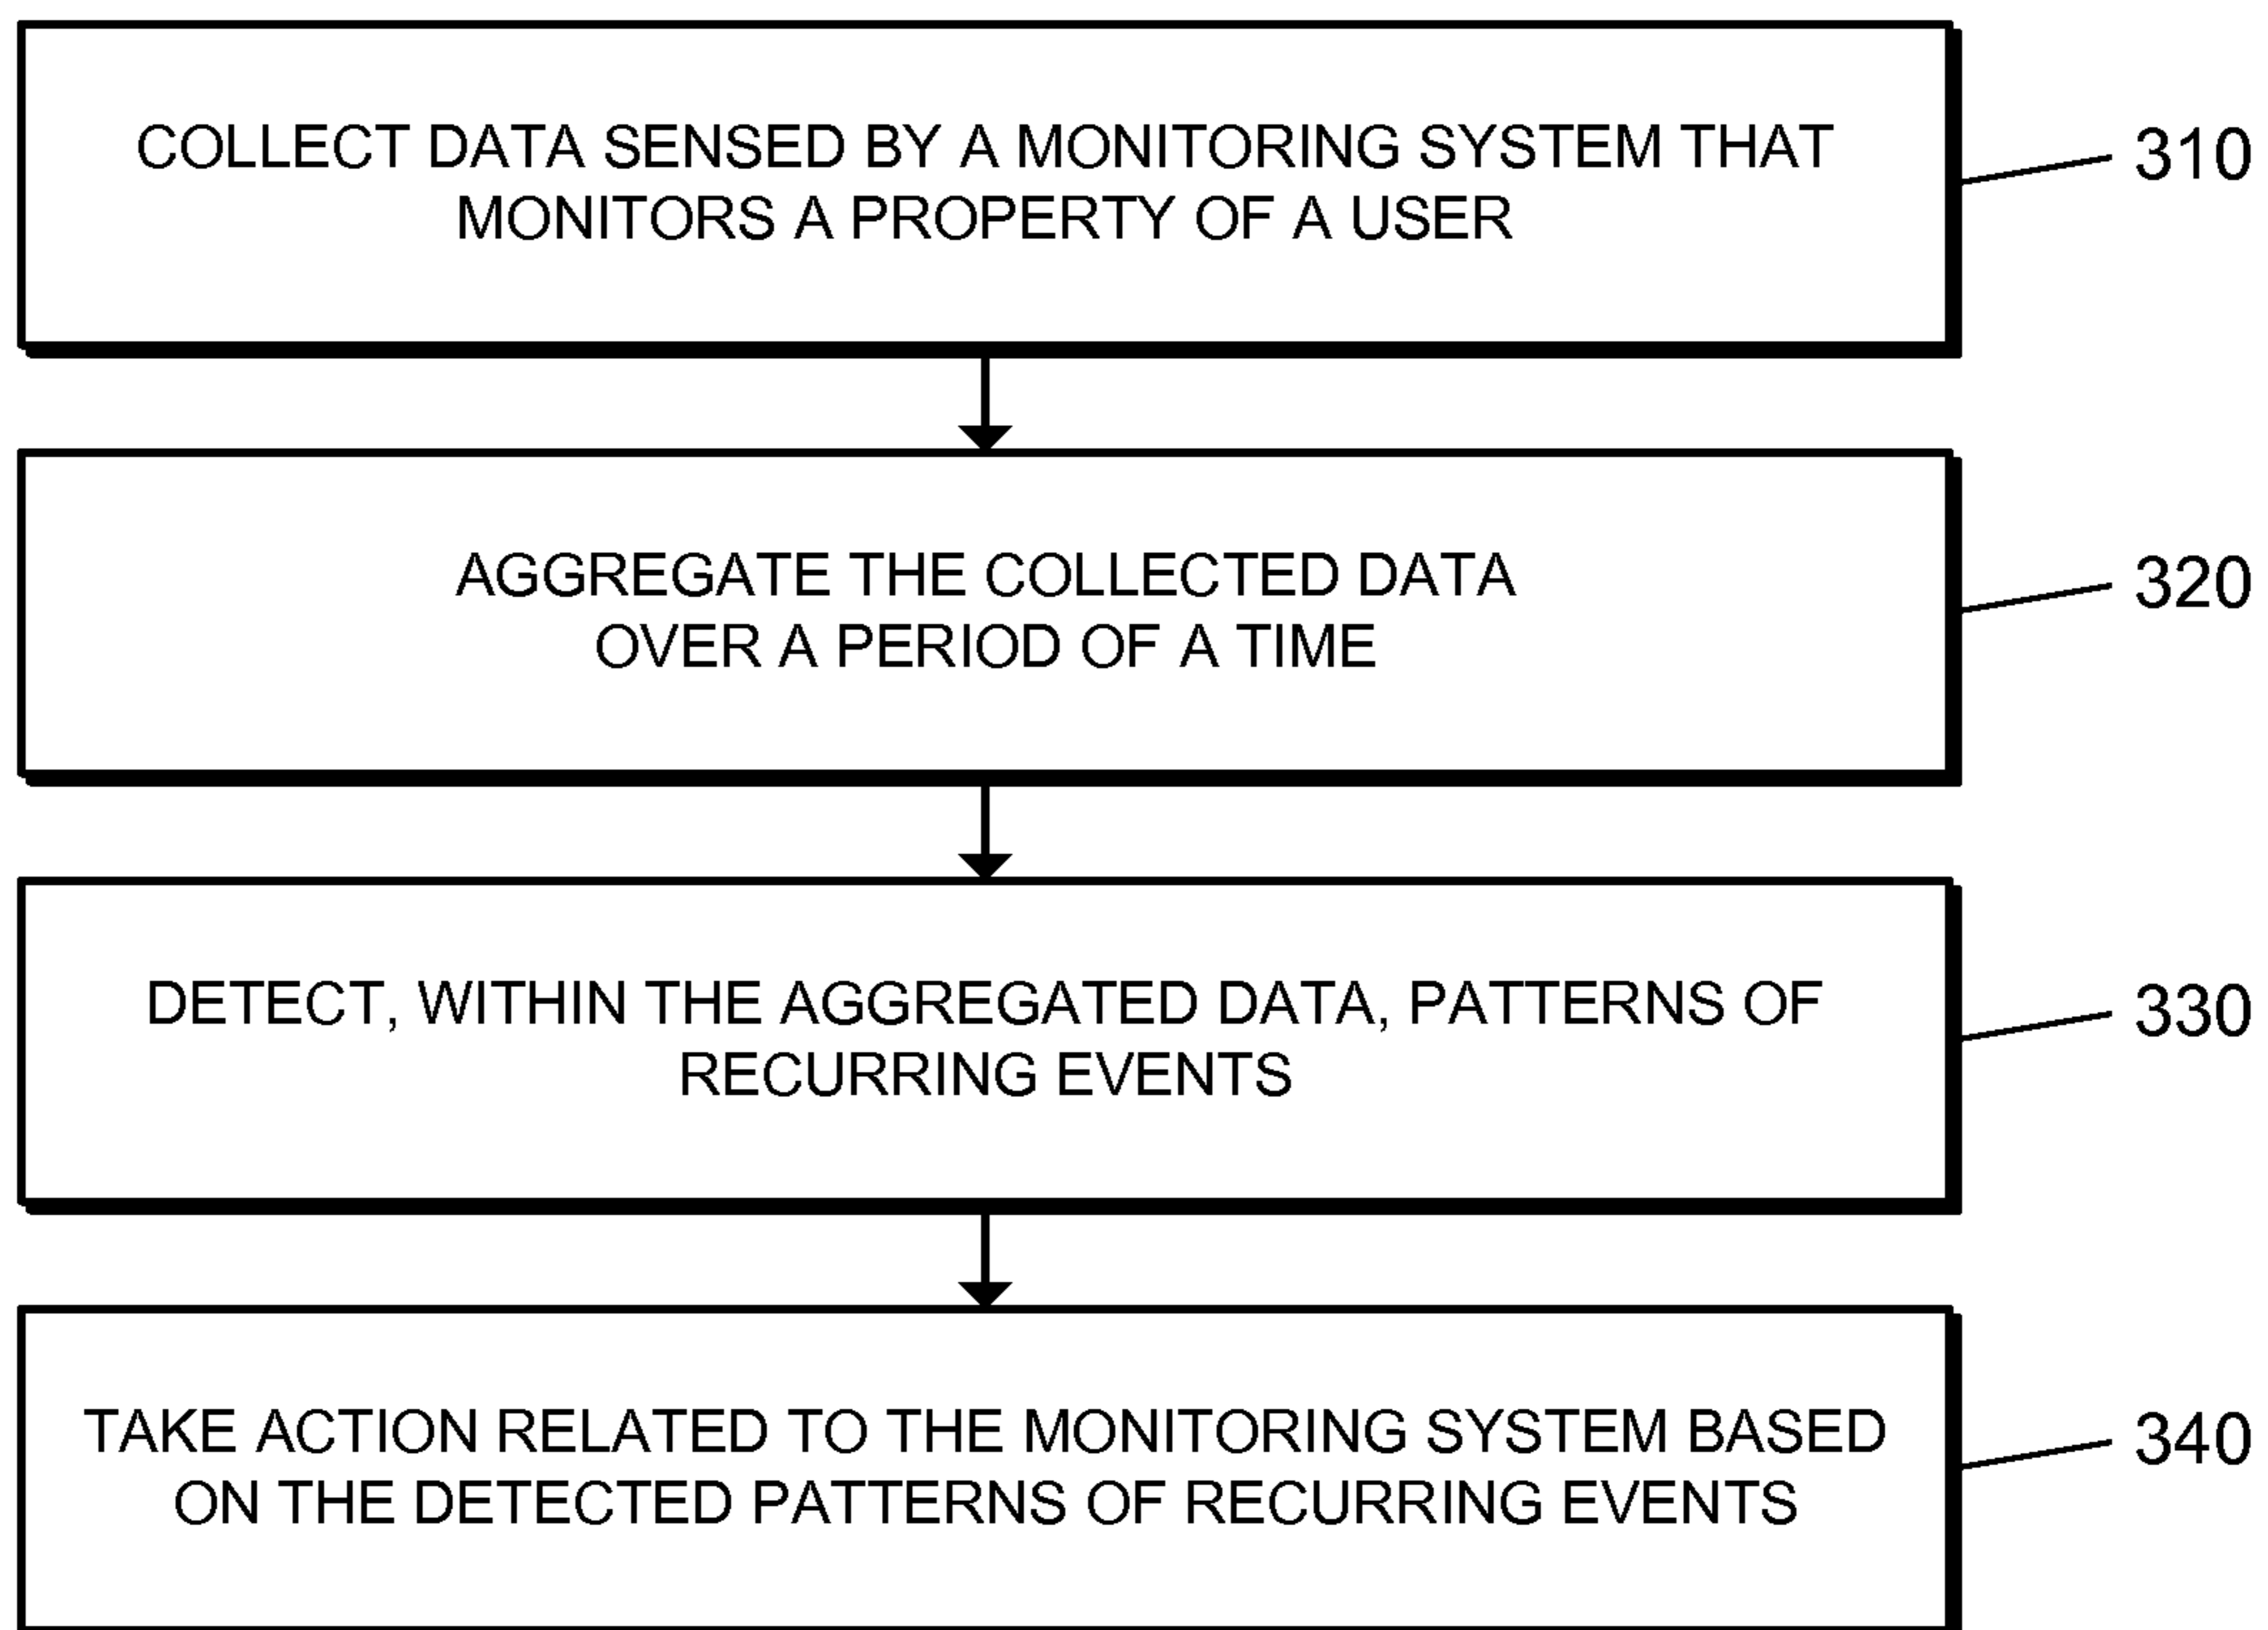 COLLECT DATA SENSED BY A MONITORING SYSTEM THAT
MONITORS A PROPERTY OF A USER
310
AGGREGATE THE COLLECTED DATA
OVER A PERIOD OF A TIME
320
DETECT, WITHIN THE AGGREGATED DATA, PATTERNS OF
RECURRING EVENTS
330
TAKE ACTION RELATED TO THE MONITORING SYSTEM BASED
ON THE DETECTED PATTERNS OF RECURRING EVENTS
340